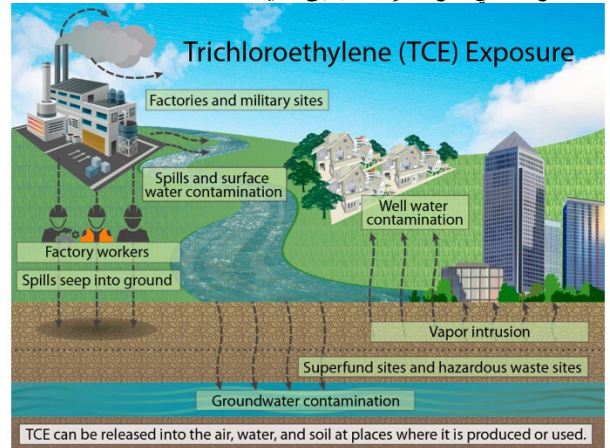 Trichloroethylene (TCE) Exposure
Factories and military sites
Spills and surface
water contamination
Well water
contamination
Factory workers
Spills seep into ground
Vapor intrusion
Superfund sites and hazardous waste sites
Groundwater contamination
TCE can be released into the air, water, and soil at places where it is produced or used.